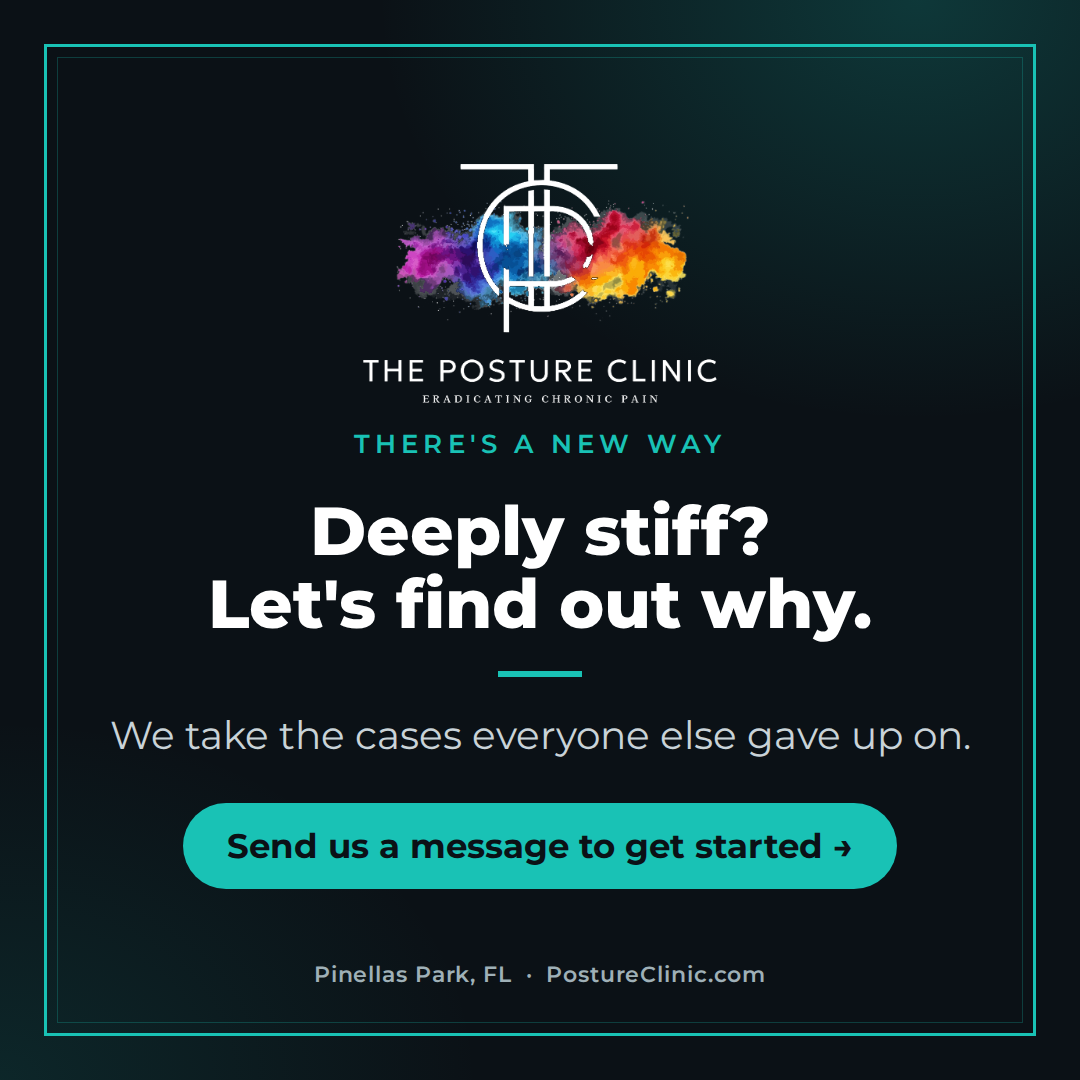 THE POSTURE CLINIC
ERADICATING CHRONIC PAIN
THERE'S A NEW WAY
Deeply stiff?
Let's find out why.
We take the cases everyone else gave up on.
Send us a message to get started →
Pinellas Park, FL · PostureClinic.com